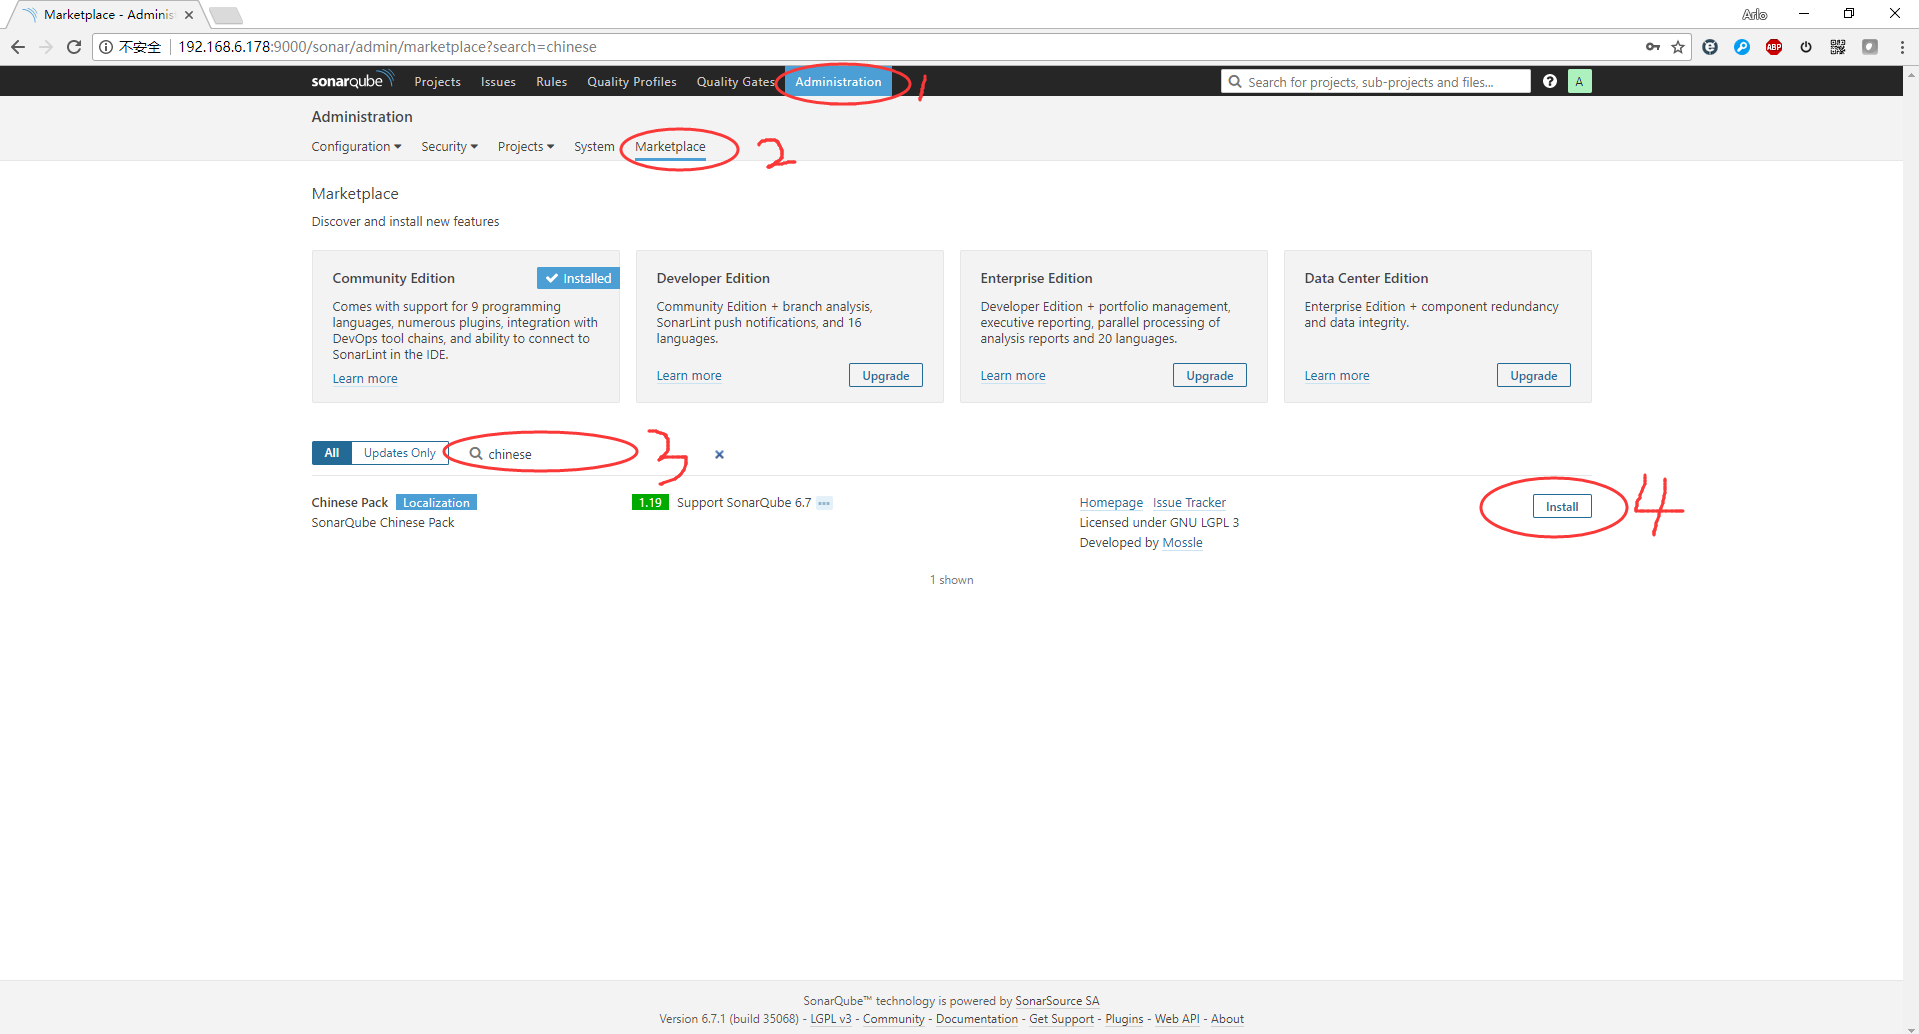 Marketplace - Adminis
Arlo
不安全 192.168.6.178:9000/sonar/admin/marketplace?search=chinese
ABP
sonarqube Projects Issues Rules Quality Profiles Quality Gates Administration 1 Search for projects, sub-projects and files... ? A
Administration
Configuration Security Projects System Marketplace 2
Marketplace
Discover and install new features
Community Edition Installed
Comes with support for 9 programming
languages, numerous plugins, integration with
DevOps tool chains, and ability to connect to
SonarLint in the IDE.
Learn more
Developer Edition
Community Edition + branch analysis,
SonarLint push notifications, and 16
languages.
Learn more Upgrade
Enterprise Edition
Developer Edition + portfolio management,
executive reporting, parallel processing of
analysis reports and 20 languages.
Learn more Upgrade
Data Center Edition
Enterprise Edition + component redundancy
and data integrity.
Learn more Upgrade
All Updates Only chinese 3
Chinese Pack Localization 1.19 Support SonarQube 6.7 ... Homepage Issue Tracker Install 4
SonarQube Chinese Pack Licensed under GNU LGPL 3
Developed by Mossle
1 shown
SonarQube™ technology is powered by SonarSource SA
Version 6.7.1 (build 35068) - LGPL v3 - Community - Documentation - Get Support - Plugins - Web API - About